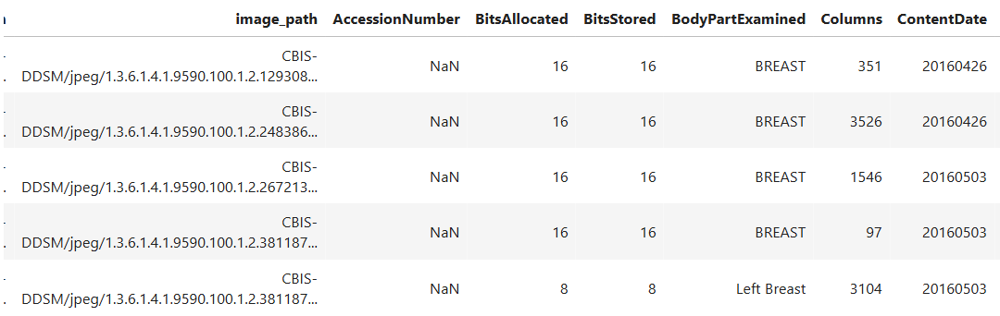 image_path AccessionNumber BitsAllocated BitsStored BodyPartExamined Columns ContentDate
CBIS-
DDSM/jpeg/1.3.6.1.4.1.9590.100.1.2.129308... NaN 16 16 BREAST 351 20160426
CBIS-
DDSM/jpeg/1.3.6.1.4.1.9590.100.1.2.248386... NaN 16 16 BREAST 3526 20160426
CBIS-
DDSM/jpeg/1.3.6.1.4.1.9590.100.1.2.267213... NaN 16 16 BREAST 1546 20160503
CBIS-
DDSM/jpeg/1.3.6.1.4.1.9590.100.1.2.381187... NaN 16 16 BREAST 97 20160503
CBIS-
DDSM/jpeg/1.3.6.1.4.1.9590.100.1.2.381187... NaN 8 8 Left Breast 3104 20160503